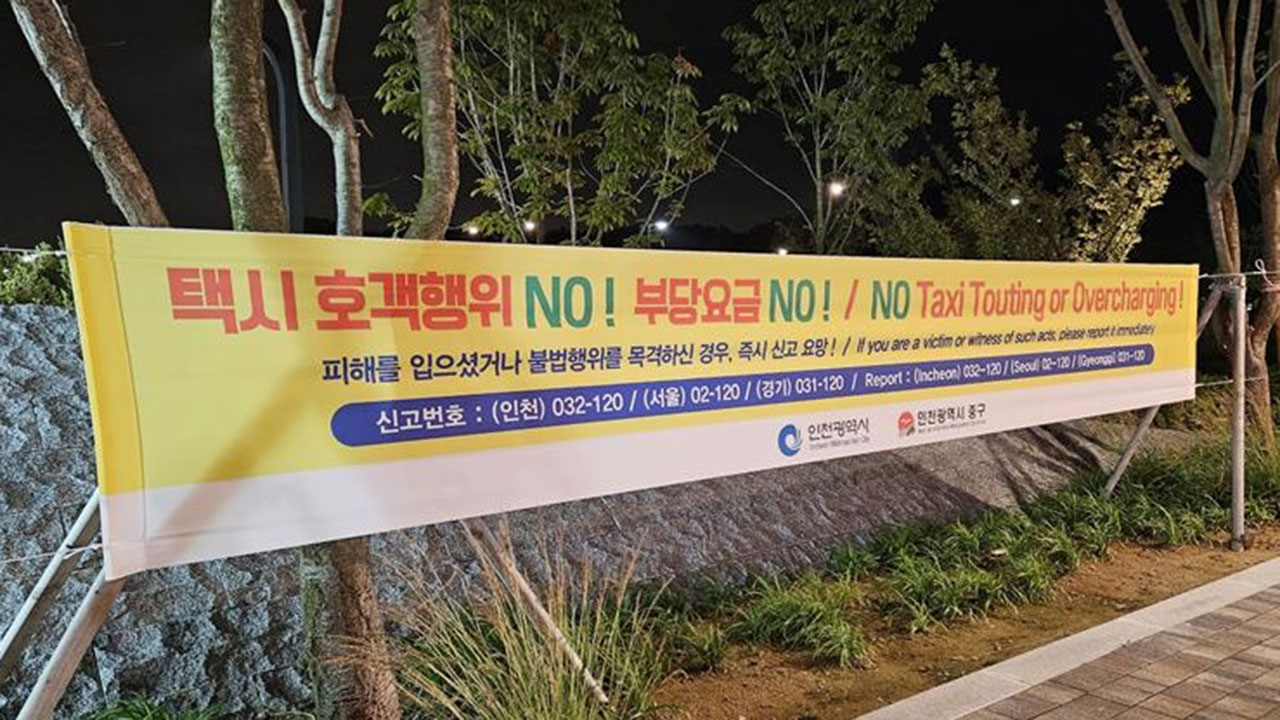 택시 호객행위 NO! 부당요금 NO! / NO Taxi Touting or Overcharging!
피해를 입으셨거나 불법행위를 목격하신 경우, 즉시 신고 요망! / If you are a victim or witness of such acts, please report it immediately
신고번호 : (인천) 032-120 / (서울) 02-120 / (경기) 031-120 / Report : (Incheon) 032-120 / (Seoul) 02-120 / (Gyeonggi) 031-120
인천광역시 인천광역시 중구
Incheon Metropolitan City